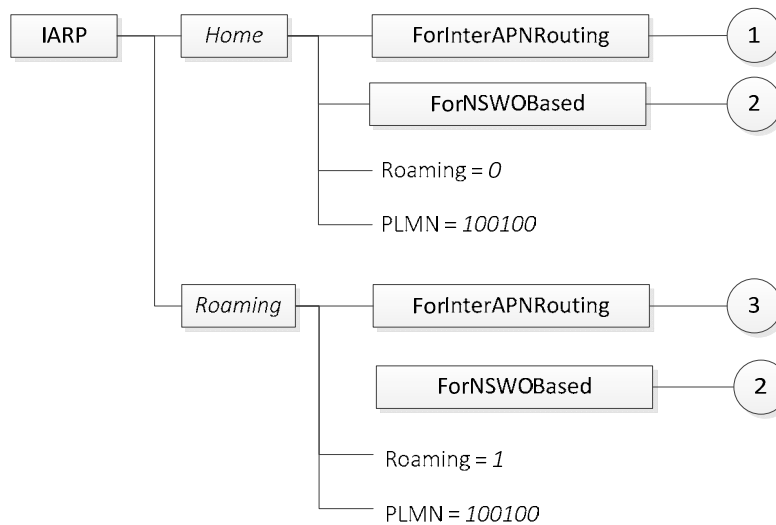 IARP Home ForInterAPNRouting 1
ForNSWOBased 2
Roaming = 0
PLMN = 100100
Roaming ForInterAPNRouting 3
ForNSWOBased 2
Roaming = 1
PLMN = 100100